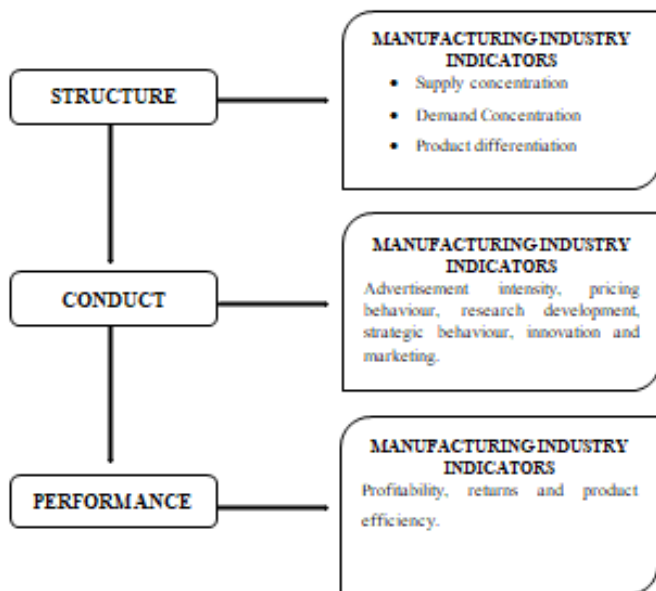 STRUCTURE
MANUFACTURING INDUSTRY
INDICATORS
• Supply concentration
• Demand Concentration
• Product differentiation
CONDUCT
MANUFACTURING INDUSTRY
INDICATORS
Advertisement intensity, pricing
behaviour, research development,
strategic behaviour, innovation and
marketing.
PERFORMANCE
MANUFACTURING INDUSTRY
INDICATORS
Profitability, returns and product
efficiency.